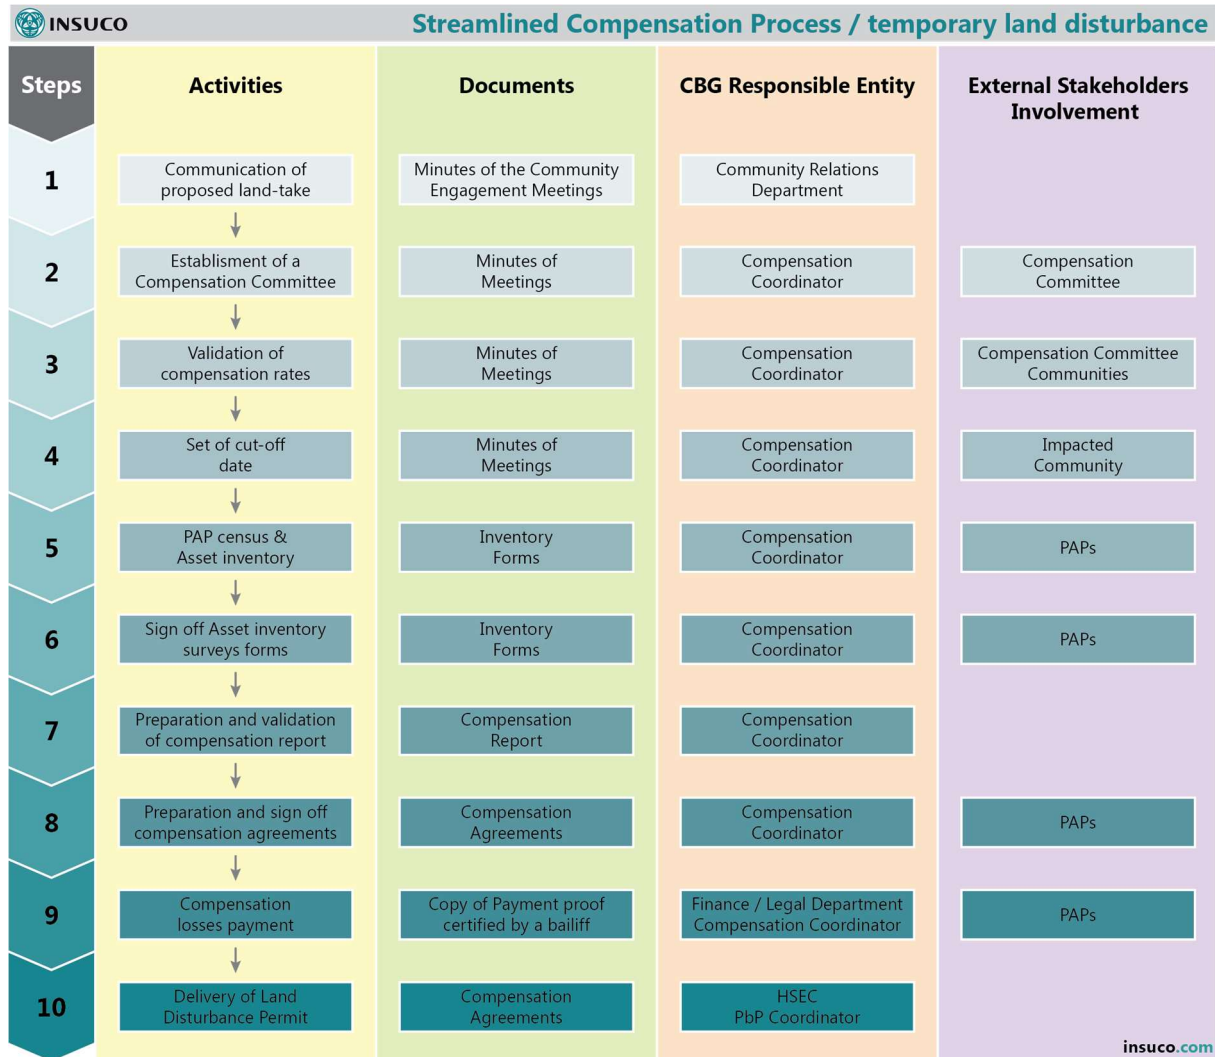 INSUCO
Streamlined Compensation Process / temporary land disturbance
Steps
Activities
Documents
CBG Responsible Entity
External Stakeholders
Involvement
1
Communication of
proposed land-take
Minutes of the Community
Engagement Meetings
Community Relations
Department
2
Establisment of a
Compensation Committee
Minutes of
Meetings
Compensation
Coordinator
Compensation
Committee
3
Validation of
compensation rates
Minutes of
Meetings
Compensation
Coordinator
Compensation Committee
Communities
4
Set of cut-off
date
Minutes of
Meetings
Compensation
Coordinator
Impacted
Community
5
PAP census &
Asset inventory
Inventory
Forms
Compensation
Coordinator
PAPs
6
Sign off Asset inventory
surveys forms
Inventory
Forms
Compensation
Coordinator
PAPs
7
Preparation and validation
of compensation report
Compensation
Report
Compensation
Coordinator
8
Preparation and sign off
compensation agreements
Compensation
Agreements
Compensation
Coordinator
PAPs
9
Compensation
losses payment
Copy of Payment proof
certified by a bailiff
Finance / Legal Department
Compensation Coordinator
PAPs
10
Delivery of Land
Disturbance Permit
Compensation
Agreements
HSEC
PbP Coordinator
insuco.com